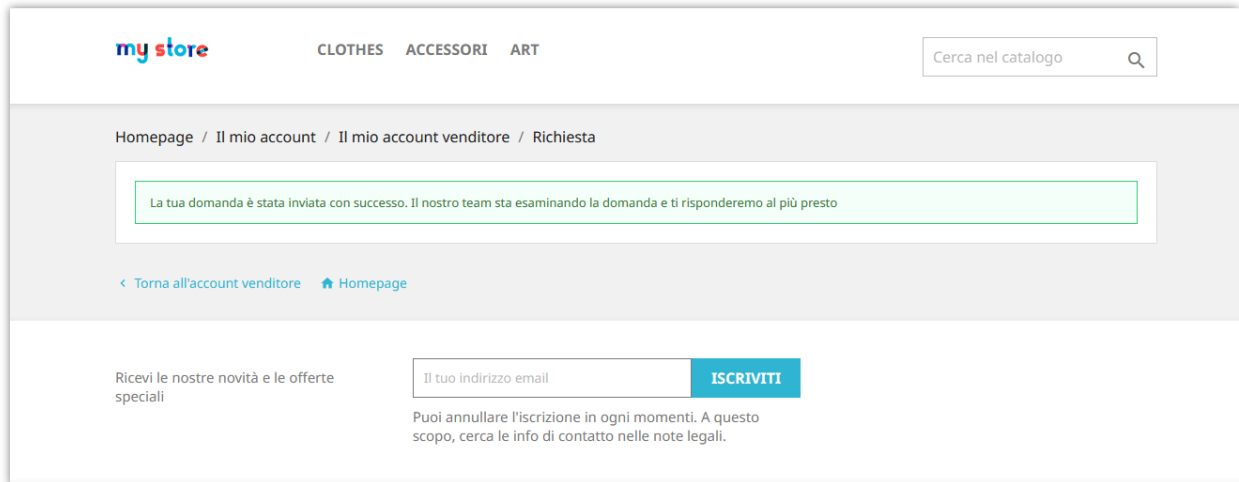 my store
CLOTHES ACCESSORI ART
Cerca nel catalogo
Homepage / Il mio account / Il mio account venditore / Richiesta
La tua domanda è stata inviata con successo. Il nostro team sta esaminando la domanda e ti risponderemo al più presto
Torna all'account venditore Homepage
Ricevi le nostre novità e le offerte
speciali
Il tuo indirizzo email
ISCRIVITI
Puoi annullare l'iscrizione in ogni momenti. A questo
scopo, cerca le info di contatto nelle note legali.